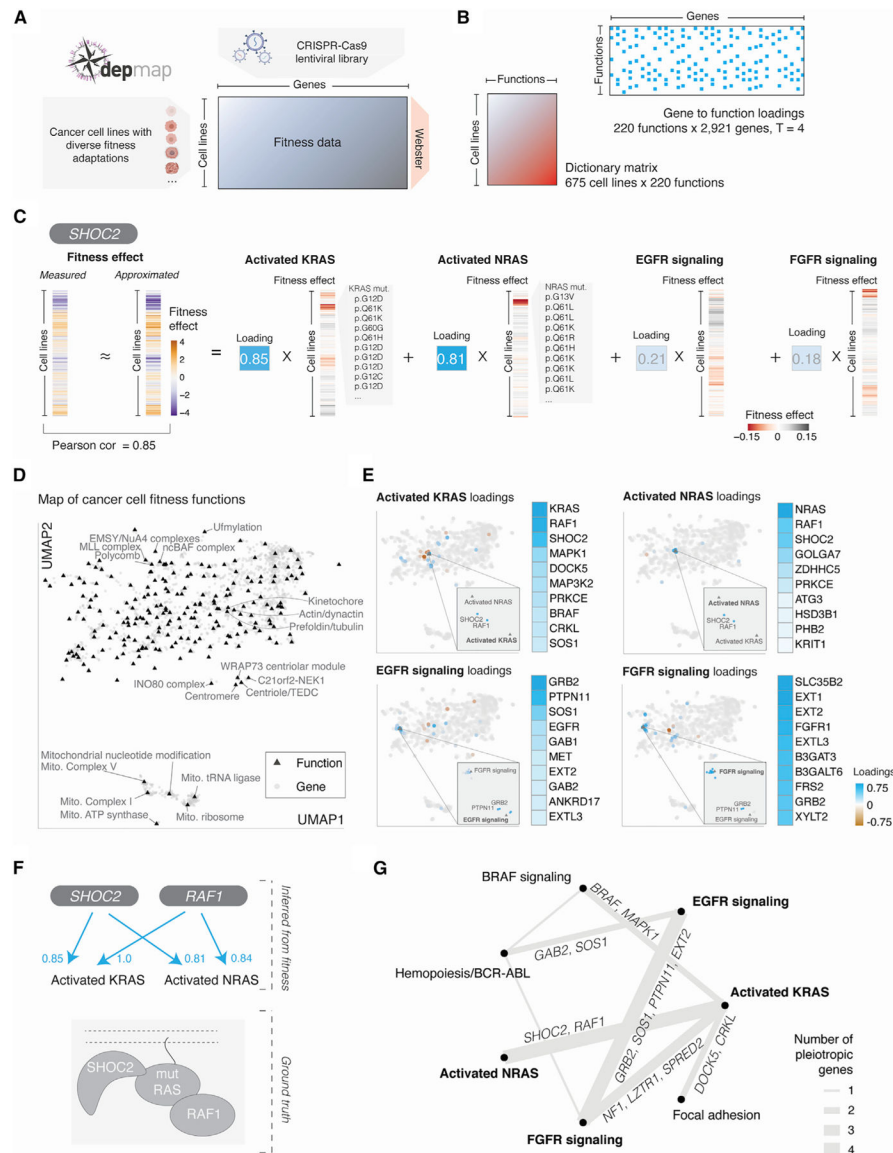 A
depmap
CRISPR-Cas9
lentiviral library
Genes
Cancer cell lines with
diverse fitness
adaptations
...
Cell lines
Fitness data
Webster
B
Genes
Functions
Functions
Cell lines
Gene to function loadings
220 functions x 2,921 genes, T = 4
Dictionary matrix
675 cell lines x 220 functions
C
SHOC2
Fitness effect
Measured
Approximated
Cell lines
≈
Cell lines
Fitness
effect
4
2
0
-2
-4
Pearson cor = 0.85
=
Activated KRAS
Fitness effect
Loading
0.85
X
Cell lines
KRAS mut.
p.G12D
p.Q61K
p.Q61K
p.G60G
p.Q61H
p.G12D
p.G12D
p.G12D
p.G12C
p.G12D
...
+
Activated NRAS
Fitness effect
Loading
0.81
X
Cell lines
NRAS mut.
p.G13V
p.Q61L
p.Q61L
p.Q61K
p.Q61R
p.Q61H
p.Q61K
p.Q61K
p.Q61L
p.Q61K
...
+
EGFR signaling
Fitness effect
Loading
0.21
X
Cell lines
+
FGFR signaling
Fitness effect
Loading
0.18
X
Cell lines
Fitness effect
-0.15 0.15
D
Map of cancer cell fitness functions
UMAP2
Ufmylation
EMSY/NuA4 complexes
MLL complex
ncBAF complex
Polycomb
Kinetochore
Actin/dynactin
Prefoldin/tubulin
WRAP73 centriolar module
INO80 complex
C21orf2-NEK1
Centromere
Centriole/TEDC
Mitochondrial nucleotide modification
Mito. Complex V
Mito. tRNA ligase
Mito. Complex I
Mito. ATP synthase
Mito. ribosome
Function
Gene
UMAP1
E
Activated KRAS loadings
Activated NRAS
SHOC2
RAF1
Activated KRAS
KRAS
RAF1
SHOC2
MAPK1
DOCK5
MAP3K2
PRKCE
BRAF
CRKL
SOS1
Activated NRAS loadings
Activated NRAS
SHOC2
RAF1
Activated KRAS
NRAS
RAF1
SHOC2
GOLGA7
ZDHHC5
PRKCE
ATG3
HSD3B1
PHB2
KRIT1
EGFR signaling loadings
FGFR signaling
GRB2
PTPN11
EGFR signaling
GRB2
PTPN11
SOS1
EGFR
GAB1
MET
EXT2
GAB2
ANKRD17
EXTL3
FGFR signaling loadings
FGFR signaling
GRB2
PTPN11
EGFR signaling
SLC35B2
EXT1
EXT2
FGFR1
EXTL3
B3GAT3
B3GALT6
FRS2
GRB2
XYLT2
Loadings
0.75
0
-0.75
F
SHOC2
RAF1
0.85
1.0
0.81
0.84
Activated KRAS
Activated NRAS
Inferred from fitness
SHOC2
mut
RAS
RAF1
Ground truth
G
BRAF signaling
EGFR signaling
BRAF, MAPK1
GAB2, SOS1
Hemopoiesis/BCR-ABL
GRB2, SOS1, PTPN11, EXT2
Activated KRAS
SHOC2, RAF1
Activated NRAS
NF1, LZTR1, SPRED2
DOCK5, CRKL
Focal adhesion
FGFR signaling
Number of
pleiotropic
genes
1
2
3
4